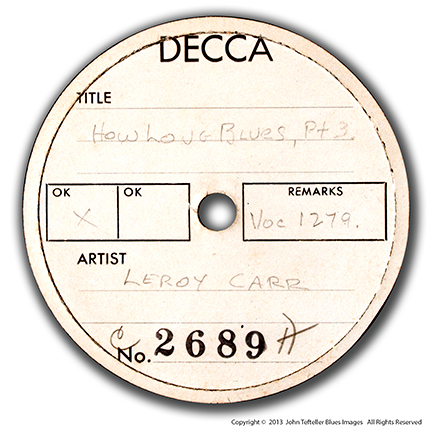 DECCA
TITLE
How Long Blues, Pt 3.
OK OK REMARKS
X Voc 1279.
ARTIST
LEROY CARR
C No. 2689 A
Copyright © 2013 John Tefteller Blues Images All Rights Reserved